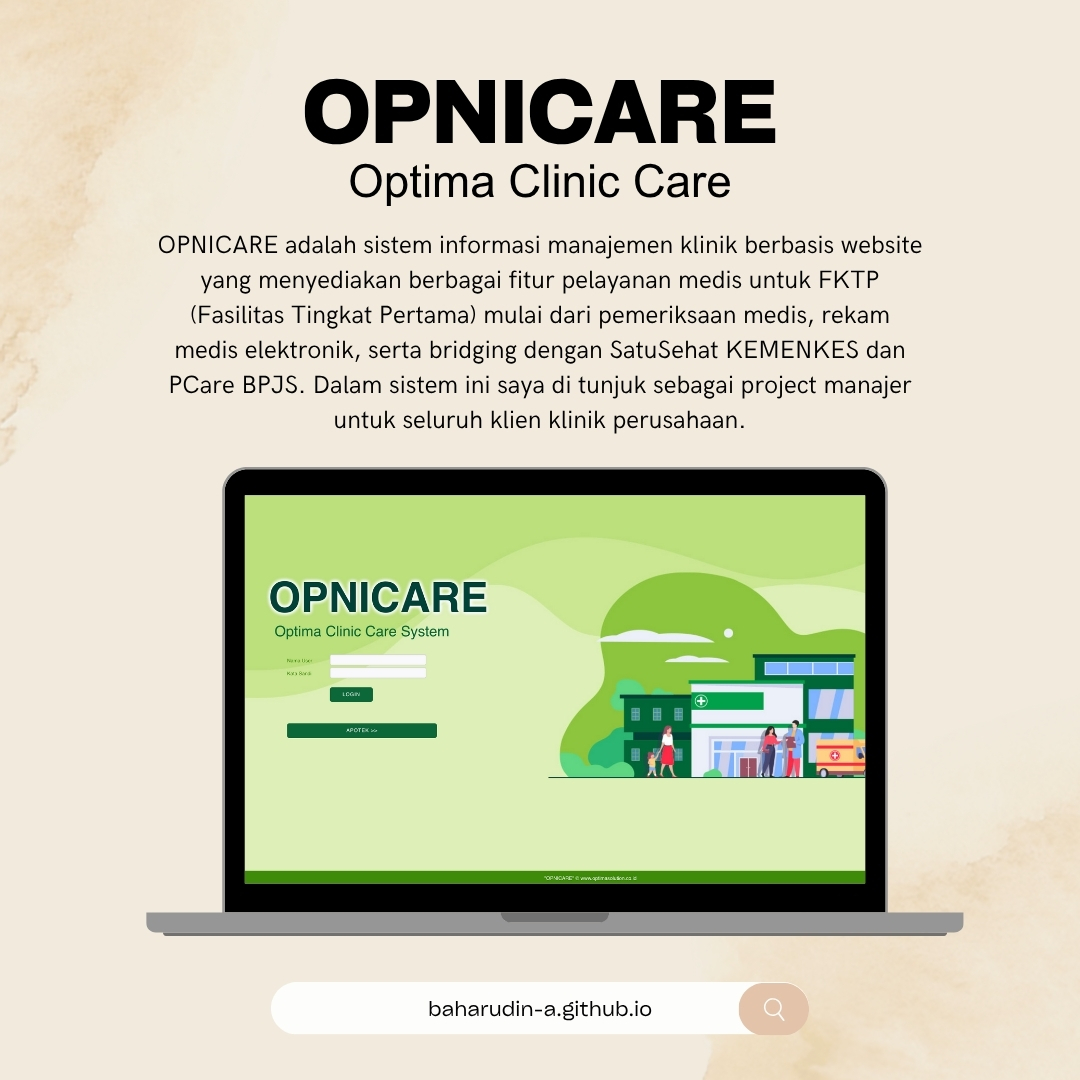 OPNICARE
Optima Clinic Care
OPNICARE adalah sistem informasi manajemen klinik berbasis website
yang menyediakan berbagai fitur pelayanan medis untuk FKTP
(Fasilitas Tingkat Pertama) mulai dari pemeriksaan medis, rekam
medis elektronik, serta bridging dengan SatuSehat KEMENKES dan
PCare BPJS. Dalam sistem ini saya di tunjuk sebagai project manajer
untuk seluruh klien klinik perusahaan.
OPNICARE
Optima Clinic Care System
Nama User
Kata Sandi
LOGIN
APOTEK >>
"OPNICARE" © www.optimasolution.co.id
baharudin-a.github.io